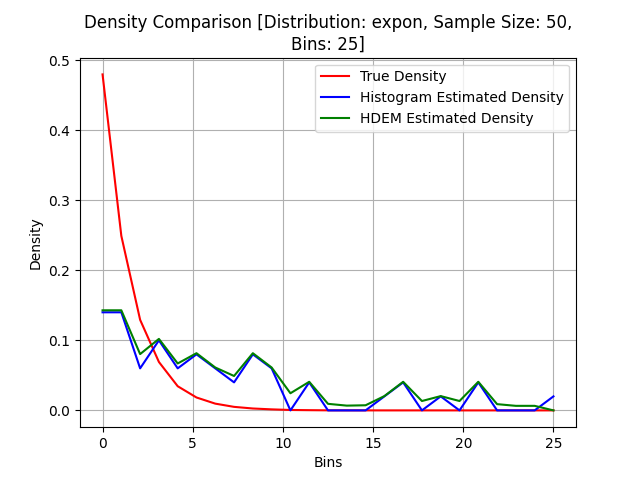 Density Comparison [Distribution: expon, Sample Size: 50,
Bins: 25]
True Density
Histogram Estimated Density
HDEM Estimated Density
Density
0.5
0.4
0.3
0.2
0.1
0.0
0 5 10 15 20 25
Bins